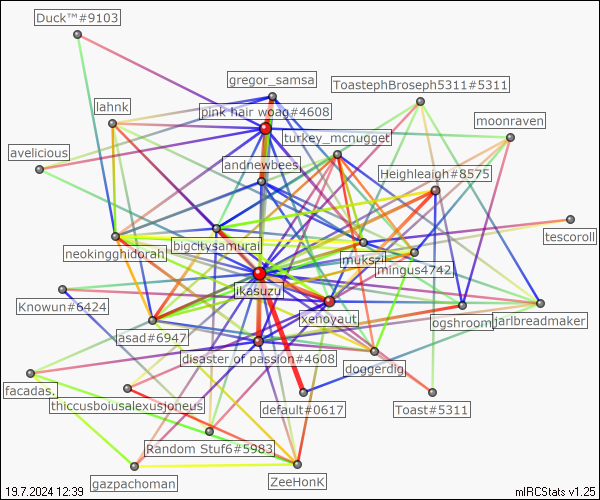 Duck™#9103
gregor_samsa
ToastephBroseph5311#5311
lahnk
pink hair woag#4608
moonraven
turkey_mcnugget
avelicious
andnewbees
Heighleaigh#8575
tescoroll
neokingghidorah
bigcitysamurai
mukszil
mingus4742
ikasuzu
Knowun#6424
xenoyaut
ogshroom
jarlbreadmaker
asad#6947
disaster of passion#4608
doggerdig
facadas.
thiccusboiusalexusjoneus
default#0617
Toast#5311
Random Stuf6#5983
gazpachoman
ZeeHonK
19.7.2024 12:39
mIRCStats v1.25